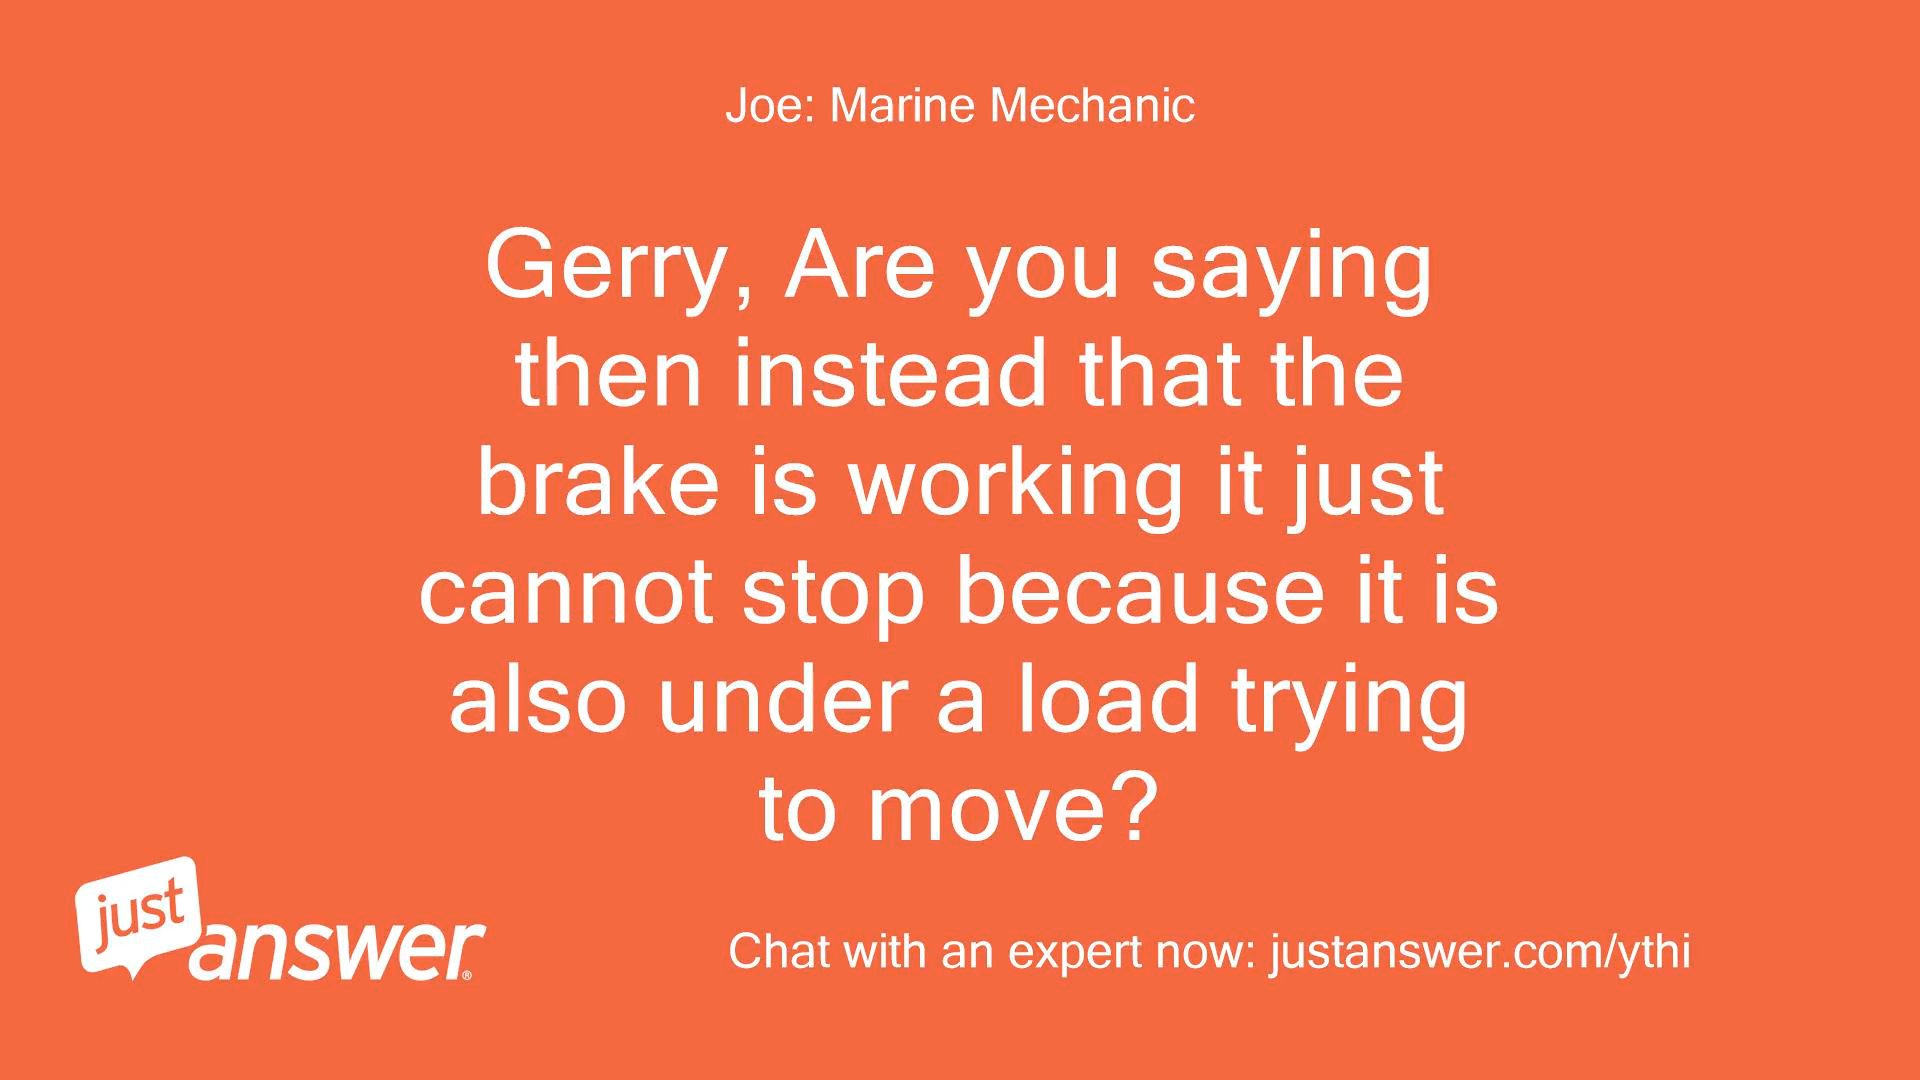 Joe: Marine Mechanic
Gerry, Are you saying
then instead that the
brake is working it just
cannot stop because it is
also under a load trying
to move?
just
answer®
Chat with an expert now: justanswer.com/ythi